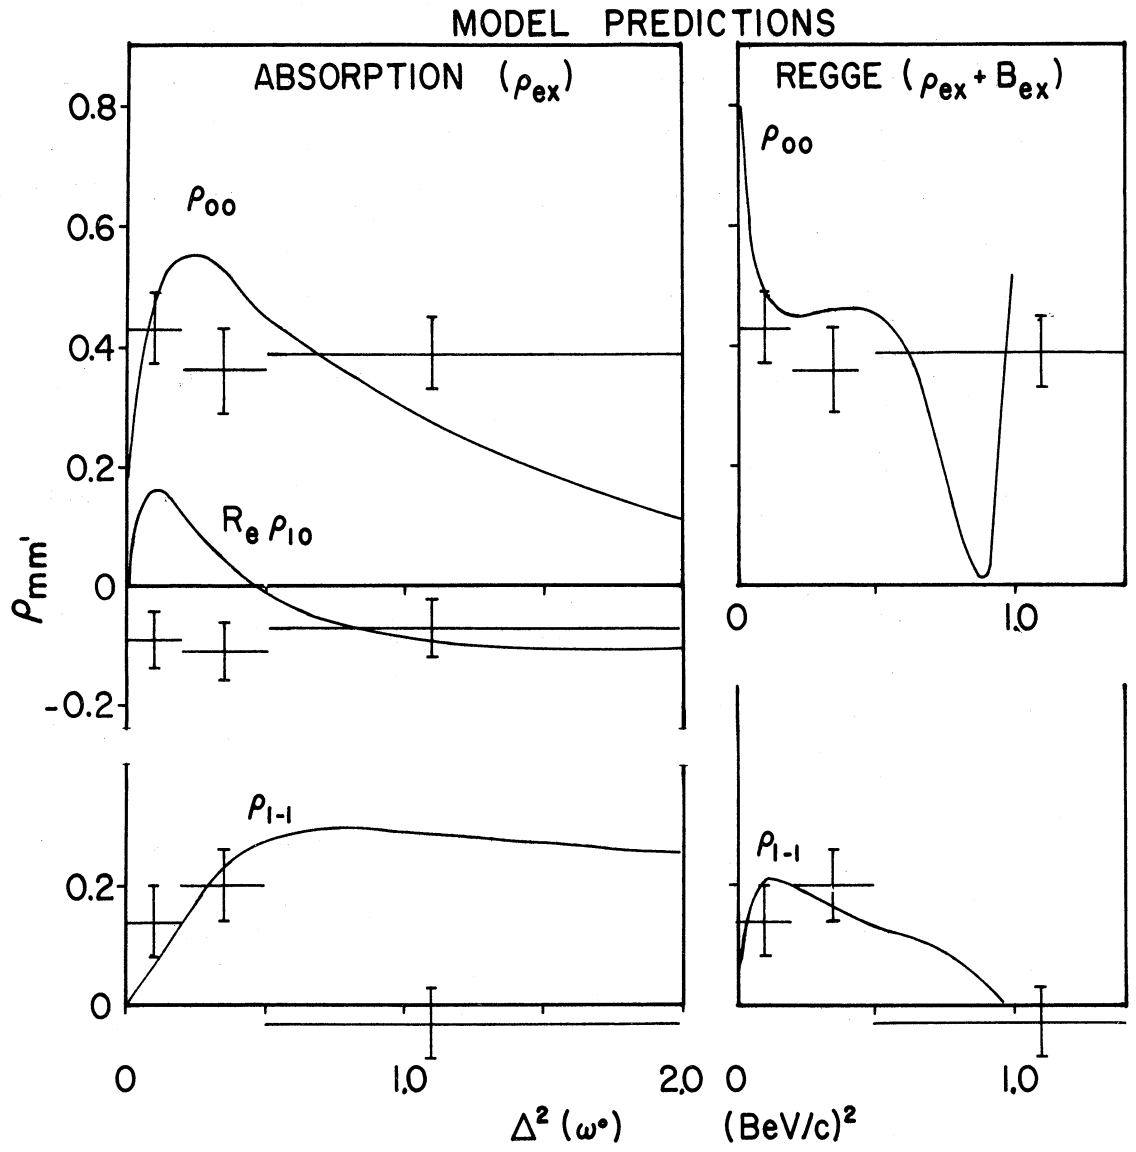 MODEL PREDICTIONS
ABSORPTION (ρex)
REGGE (ρex + Bex)
0.8
ρ00
ρ00
0.6
0.4
0.2
Re ρ10
ρmm'
0
0 1.0
-0.2
ρ1-1
ρ1-1
0.2
0
0 1.0 2.0 0 1.0
Δ² (ω°) (BeV/c)²